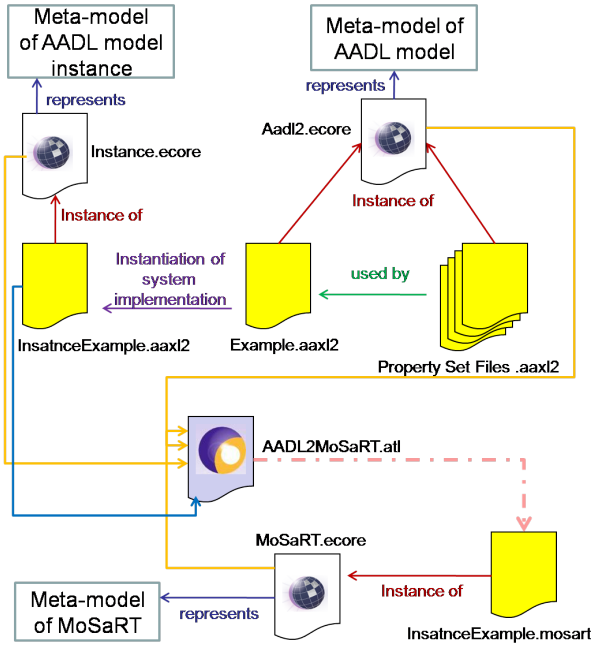 Meta-model
of AADL model
instance
Meta-model of
AADL model
represents
represents
Instance.ecore
Aadl2.ecore
Instance of
Instance of
Instantiation of
system
implementation
used by
InsatnceExample.aaxl2
Example.aaxl2
Property Set Files .aaxl2
AADL2MoSaRT.atl
MoSaRT.ecore
Meta-model
of MoSaRT
represents
Instance of
InsatnceExample.mosart